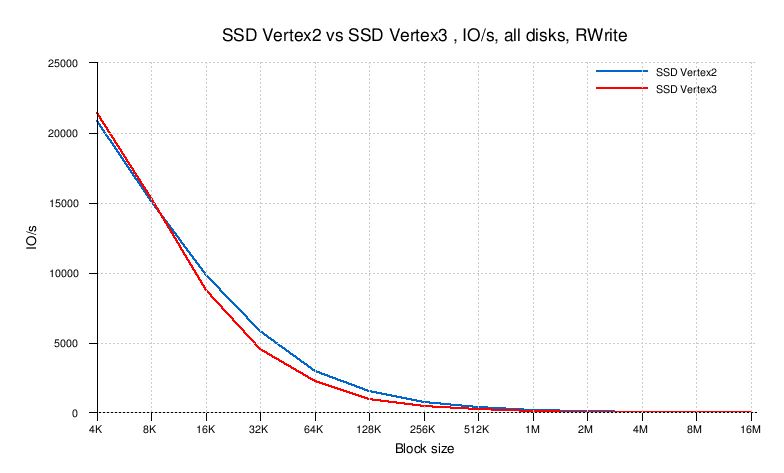 SSD Vertex2 vs SSD Vertex3 , IO/s, all disks, RWrite
SSD Vertex2
SSD Vertex3
25000
20000
15000
10000
5000
0
IO/s
4K 8K 16K 32K 64K 128K 256K 512K 1M 2M 4M 8M 16M
Block size